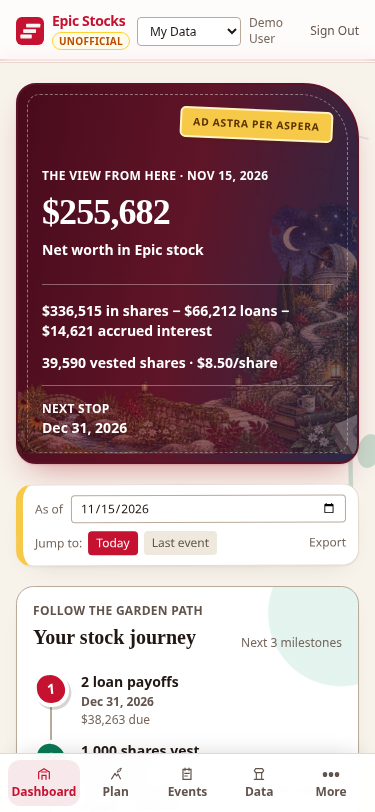 Epic Stocks
UNOFFICIAL
My Data
Demo
User
Sign Out
AD ASTRA PER ASPERA
THE VIEW FROM HERE · NOV 15, 2026
$255,682
Net worth in Epic stock
$336,515 in shares − $66,212 loans −
$14,621 accrued interest
39,590 vested shares · $8.50/share
NEXT STOP
Dec 31, 2026
As of 11/15/2026
Jump to: Today Last event Export
FOLLOW THE GARDEN PATH
Your stock journey
Next 3 milestones
1
2 loan payoffs
Dec 31, 2026
$38,263 due
1,000 shares vest
Dashboard
Plan
Events
Data
More